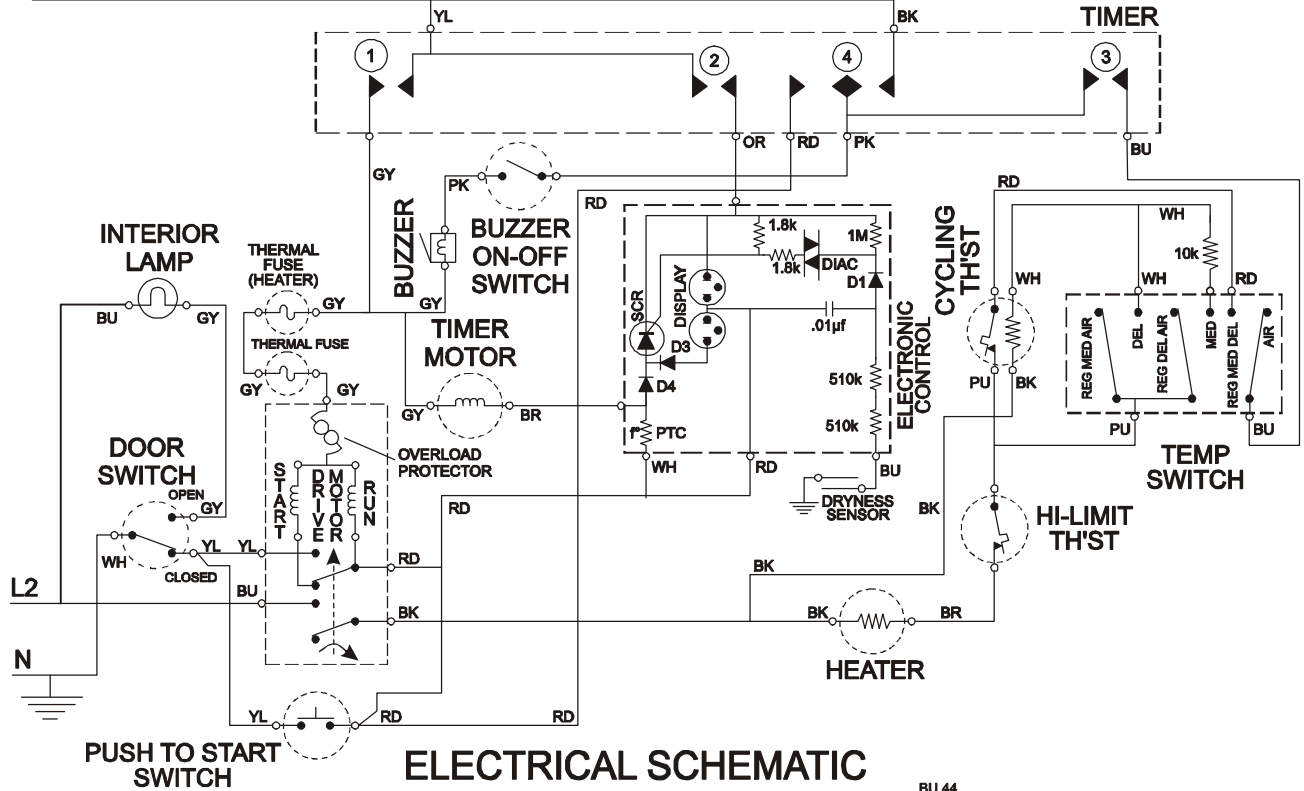 YL
BK
TIMER
1
2
4
3
OR
RD
PK
BU
GY
PK
BUZZER
BUZZER
ON-OFF
SWITCH
RD
RD
WH
INTERIOR
LAMP
BU
GY
THERMAL
FUSE
(HEATER)
GY
GY
THERMAL FUSE
GY
GY
TIMER
MOTOR
GY
BR
1.8k
1.8k
DIAC
1M
D1
SCR
DISPLAY
.01µf
D3
D4
510k
510k
t°
PTC
ELECTRONIC
CONTROL
WH
RD
BU
DRYNESS
SENSOR
CYCLING
TH'ST
WH
PU
BK
10k
WH
RD
REG MED AIR
DEL
REG DEL AIR
MED
REG MED DEL
AIR
PU
BU
TEMP
SWITCH
OVERLOAD
PROTECTOR
START
DRIVE
MOTOR
RUN
DOOR
SWITCH
OPEN
GY
WH
YL
YL
CLOSED
RD
RD
BK
HI-LIMIT
TH'ST
L2
BU
BK
BK
BK
BR
HEATER
N
YL
RD
RD
PUSH TO START
SWITCH
ELECTRICAL SCHEMATIC